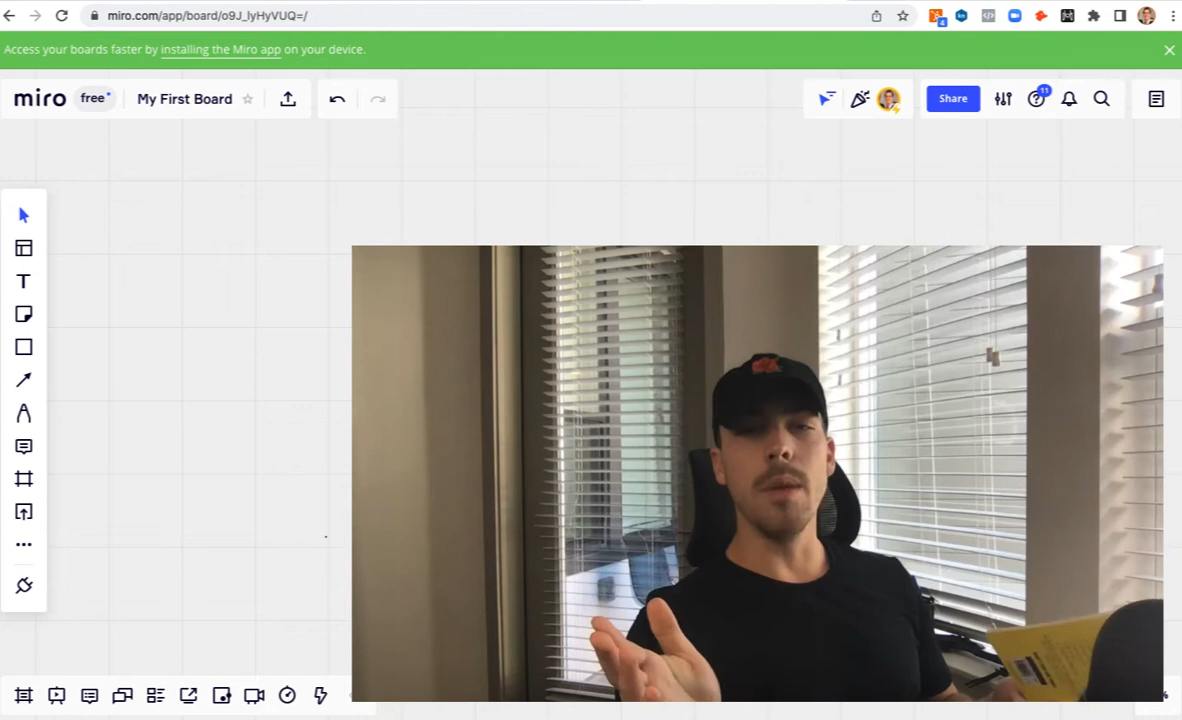 miro.com/app/board/o9J_lyHyVUQ=/
4
Access your boards faster by installing the Miro app on your device.
miro free My First Board Share 11
T